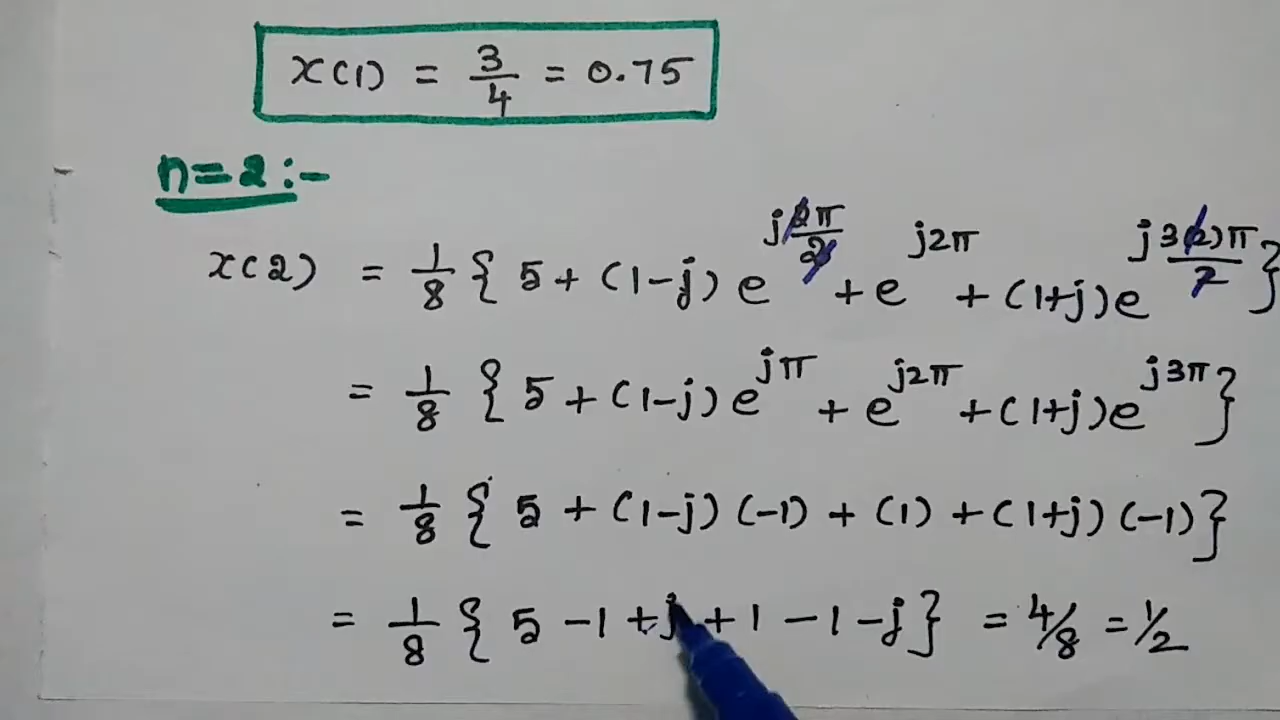 x(1) = 3/4 = 0.75
n=2:-
x(2) = 1/8 { 5 + (1-j) e^{j2π/2} + e^{j2π} + (1+j) e^{j3(2)π/2} }
= 1/8 { 5 + (1-j) e^{jπ} + e^{j2π} + (1+j) e^{j3π} }
= 1/8 { 5 + (1-j) (-1) + (1) + (1+j) (-1) }
= 1/8 { 5 -1 +j +1 -1 -j } = 4/8 = 1/2